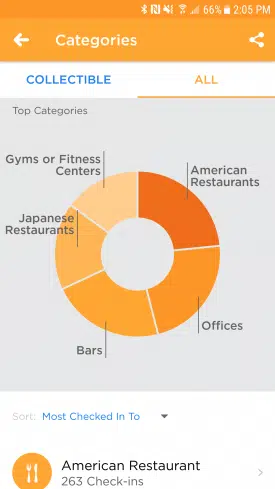 66% 2:05 PM
Categories
COLLECTIBLE ALL
Top Categories
Gyms or Fitness
Centers
American
Restaurants
Japanese
Restaurants
Offices
Bars
Sort: Most Checked In To
American Restaurant
263 Check-ins